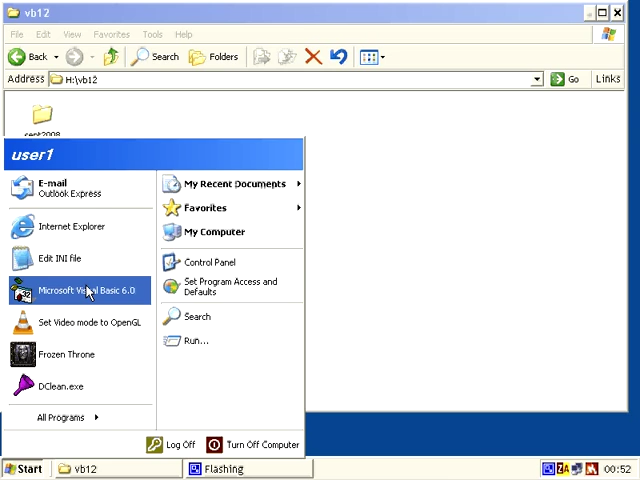 vb12
File Edit View Favorites Tools Help
Back Search Folders
Address H:\vb12 Go Links
sept2008
user1
E-mail
Outlook Express
Internet Explorer
Edit INI file
Microsoft Visual Basic 6.0
Set Video mode to OpenGL
Frozen Throne
DClean.exe
All Programs
My Recent Documents
Favorites
My Computer
Control Panel
Set Program Access and
Defaults
Search
Run...
Log Off Turn Off Computer
Start vb12 Flashing ZA 00:52